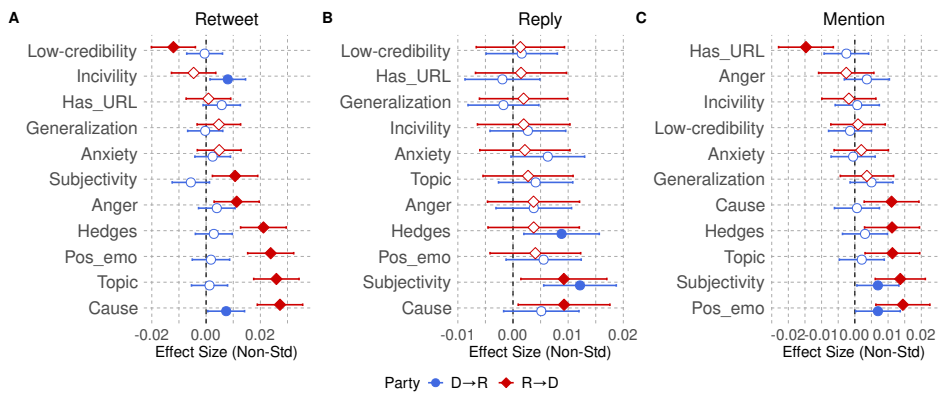 A Retweet
Low-credibility
Incivility
Has_URL
Generalization
Anxiety
Subjectivity
Anger
Hedges
Pos_emo
Topic
Cause
-0.02 0.00 0.02
Effect Size (Non-Std)
B Reply
Low-credibility
Has_URL
Generalization
Incivility
Anxiety
Topic
Anger
Hedges
Pos_emo
Subjectivity
Cause
-0.01 0.00 0.01 0.02
Effect Size (Non-Std)
C Mention
Has_URL
Anger
Incivility
Low-credibility
Anxiety
Generalization
Cause
Hedges
Topic
Subjectivity
Pos_emo
-0.02 -0.01 0.00 0.01 0.02
Effect Size (Non-Std)
Party D→R R→D